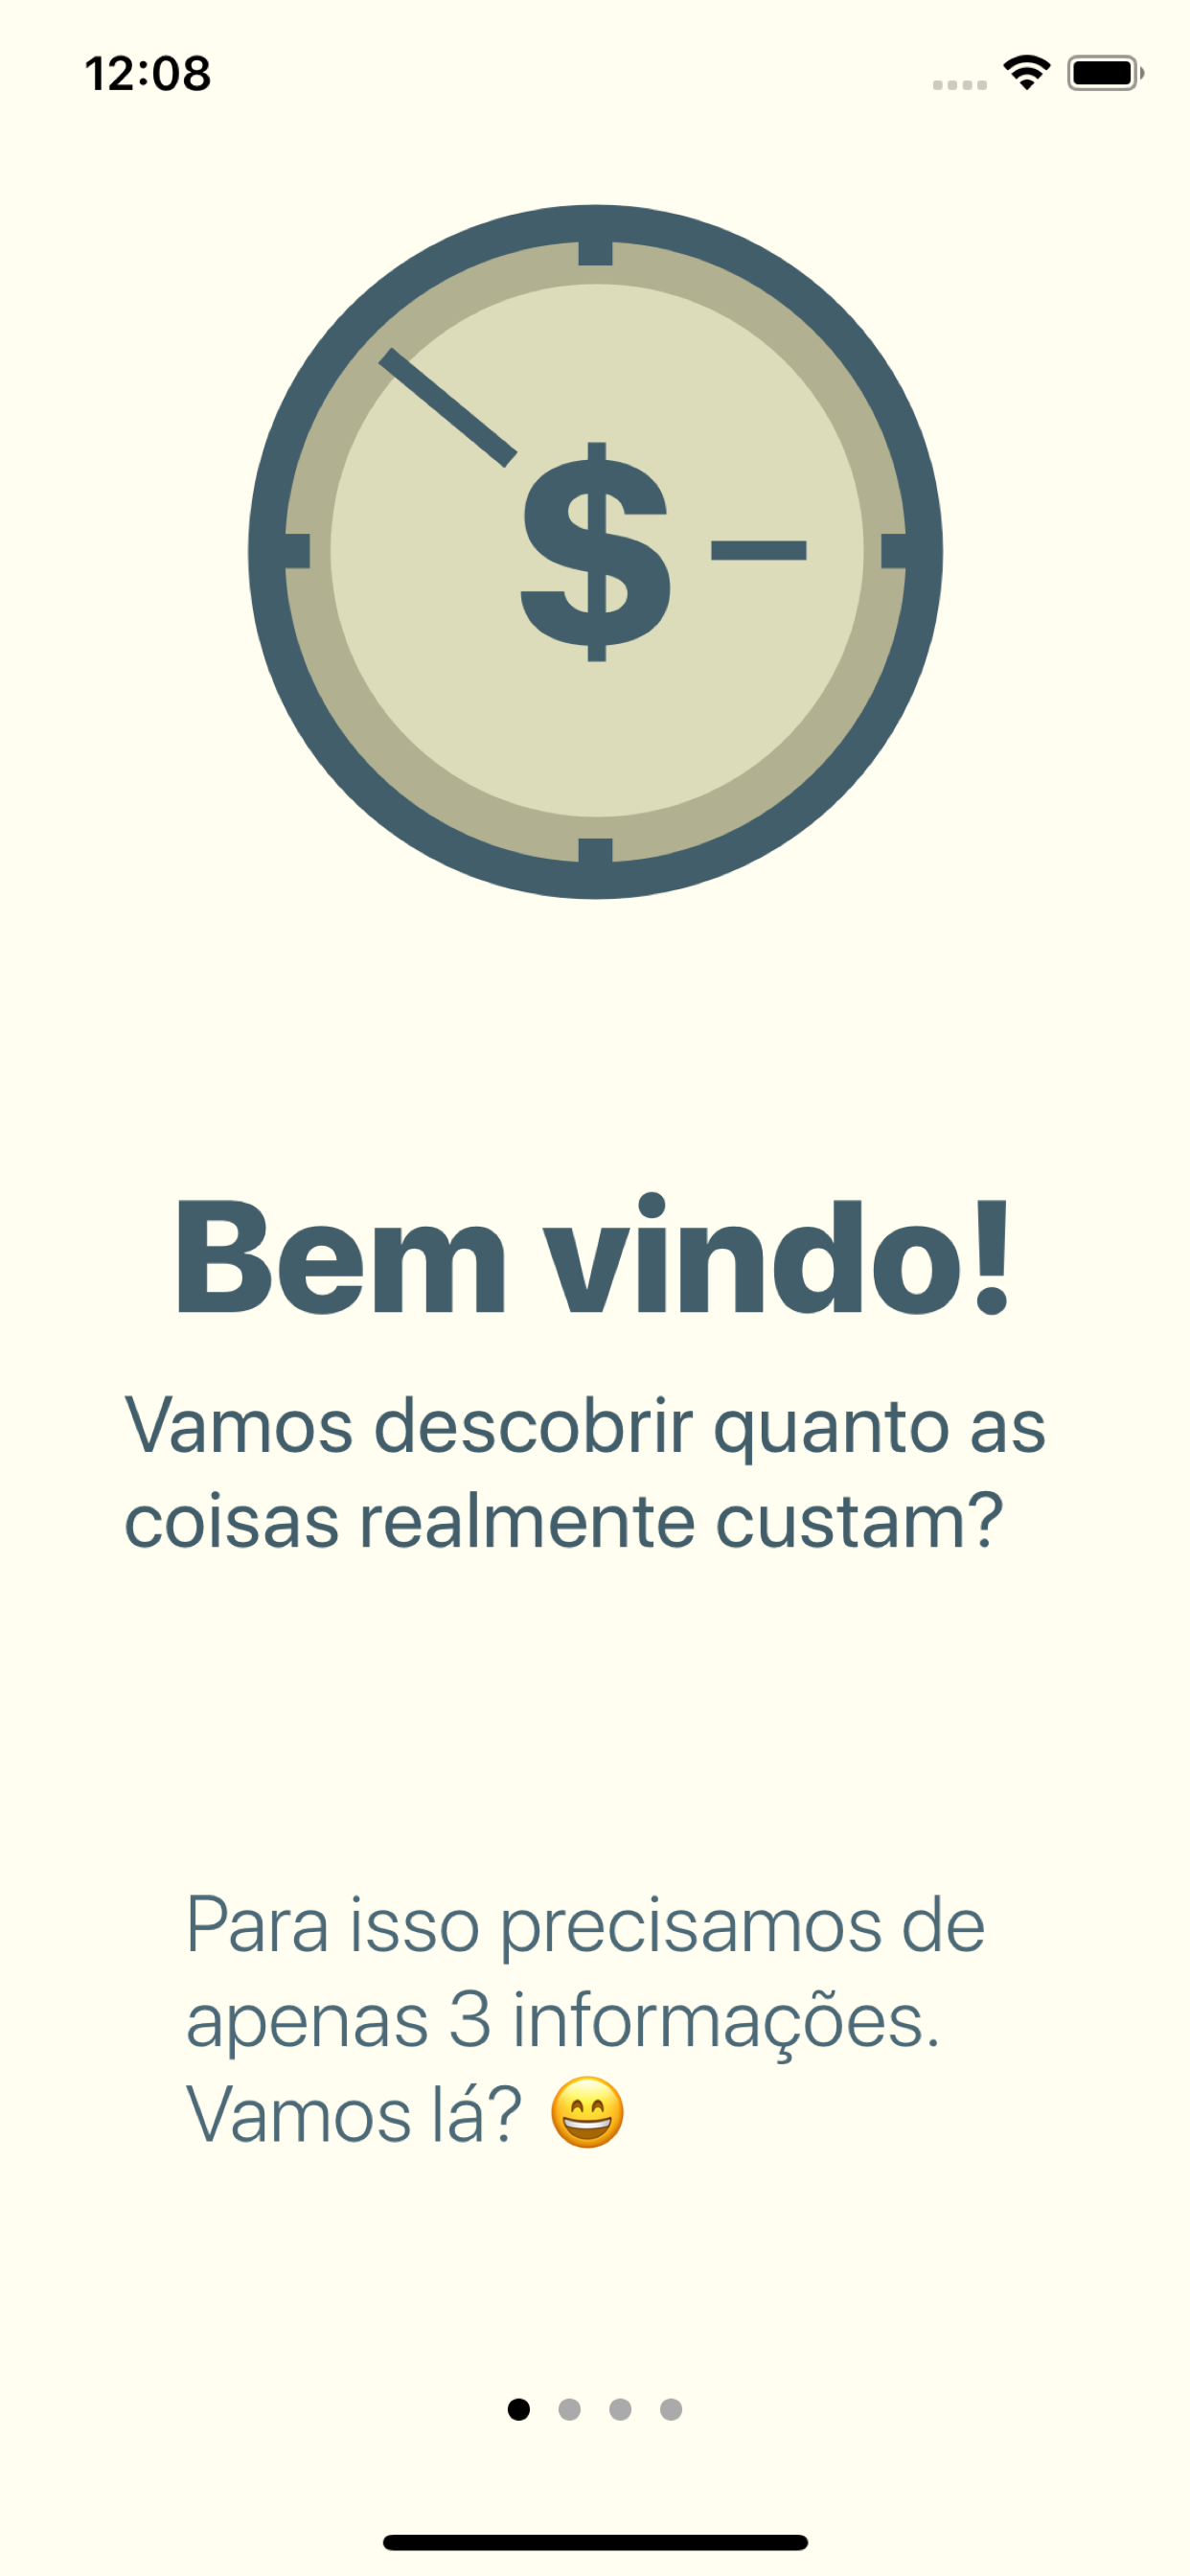 12:08
$
Bem vindo!
Vamos descobrir quanto as
coisas realmente custam?
Para isso precisamos de
apenas 3 informações.
Vamos lá? 😄